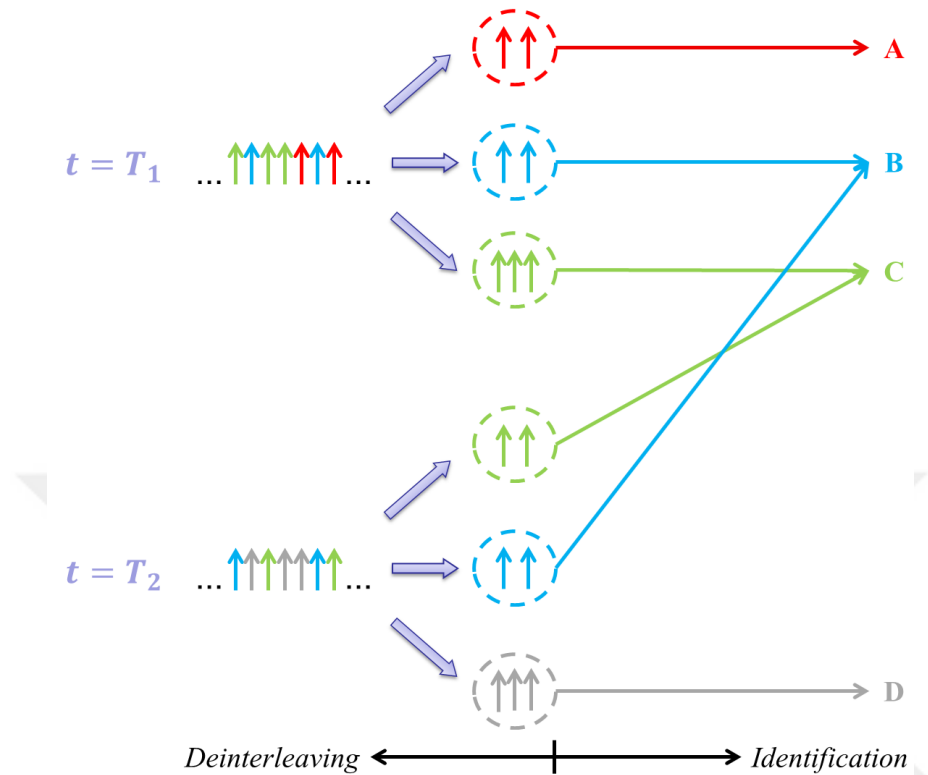 A
t = T₁ ... ...
B
C
t = T₂ ... ...
D
Deinterleaving Identification